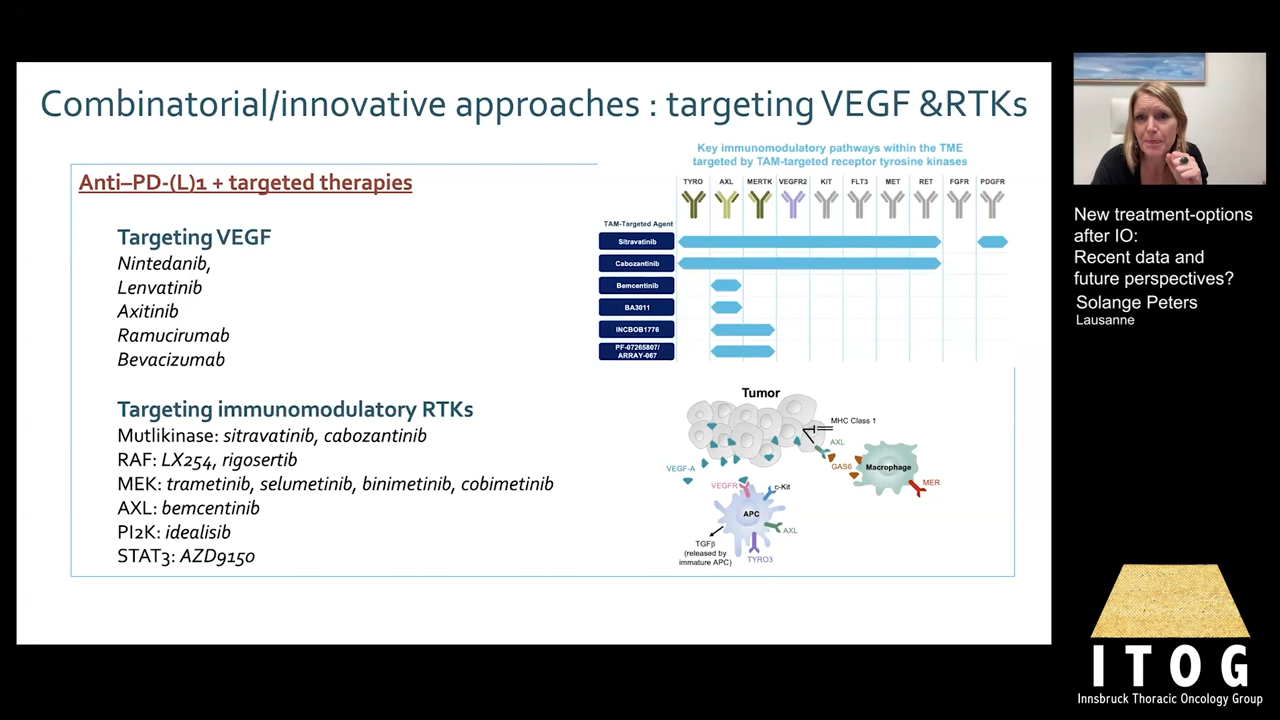 Combinatorial/innovative approaches : targeting VEGF &RTKs
Anti–PD-(L)1 + targeted therapies
Targeting VEGF
Nintedanib,
Lenvatinib
Axitinib
Ramucirumab
Bevacizumab
Targeting immunomodulatory RTKs
Mutlikinase: sitravatinib, cabozantinib
RAF: LX254, rigosertib
MEK: trametinib, selumetinib, binimetinib, cobimetinib
AXL: bemcentinib
PI2K: idealisib
STAT3: AZD9150
Key immunomodulatory pathways within the TME
targeted by TAM-targeted receptor tyrosine kinases
TYRO AXL MERTK VEGFR2 KIT FLT3 MET RET FGFR PDGFR
TAM-Targeted Agent
Sitravatinib
Cabozantinib
Bemcentinib
BA3011
INCBOB1776
PF-07265807/
ARRAY-067
Tumor
MHC Class 1
AXL
GAS6
Macrophage
MER
VEGF-A
VEGFR
c-Kit
APC
AXL
TGFβ
(released by
immature APC)
TYRO3
New treatment-options
after IO:
Recent data and
future perspectives?
Solange Peters
Lausanne
ITOG
Innsbruck Thoracic Oncology Group